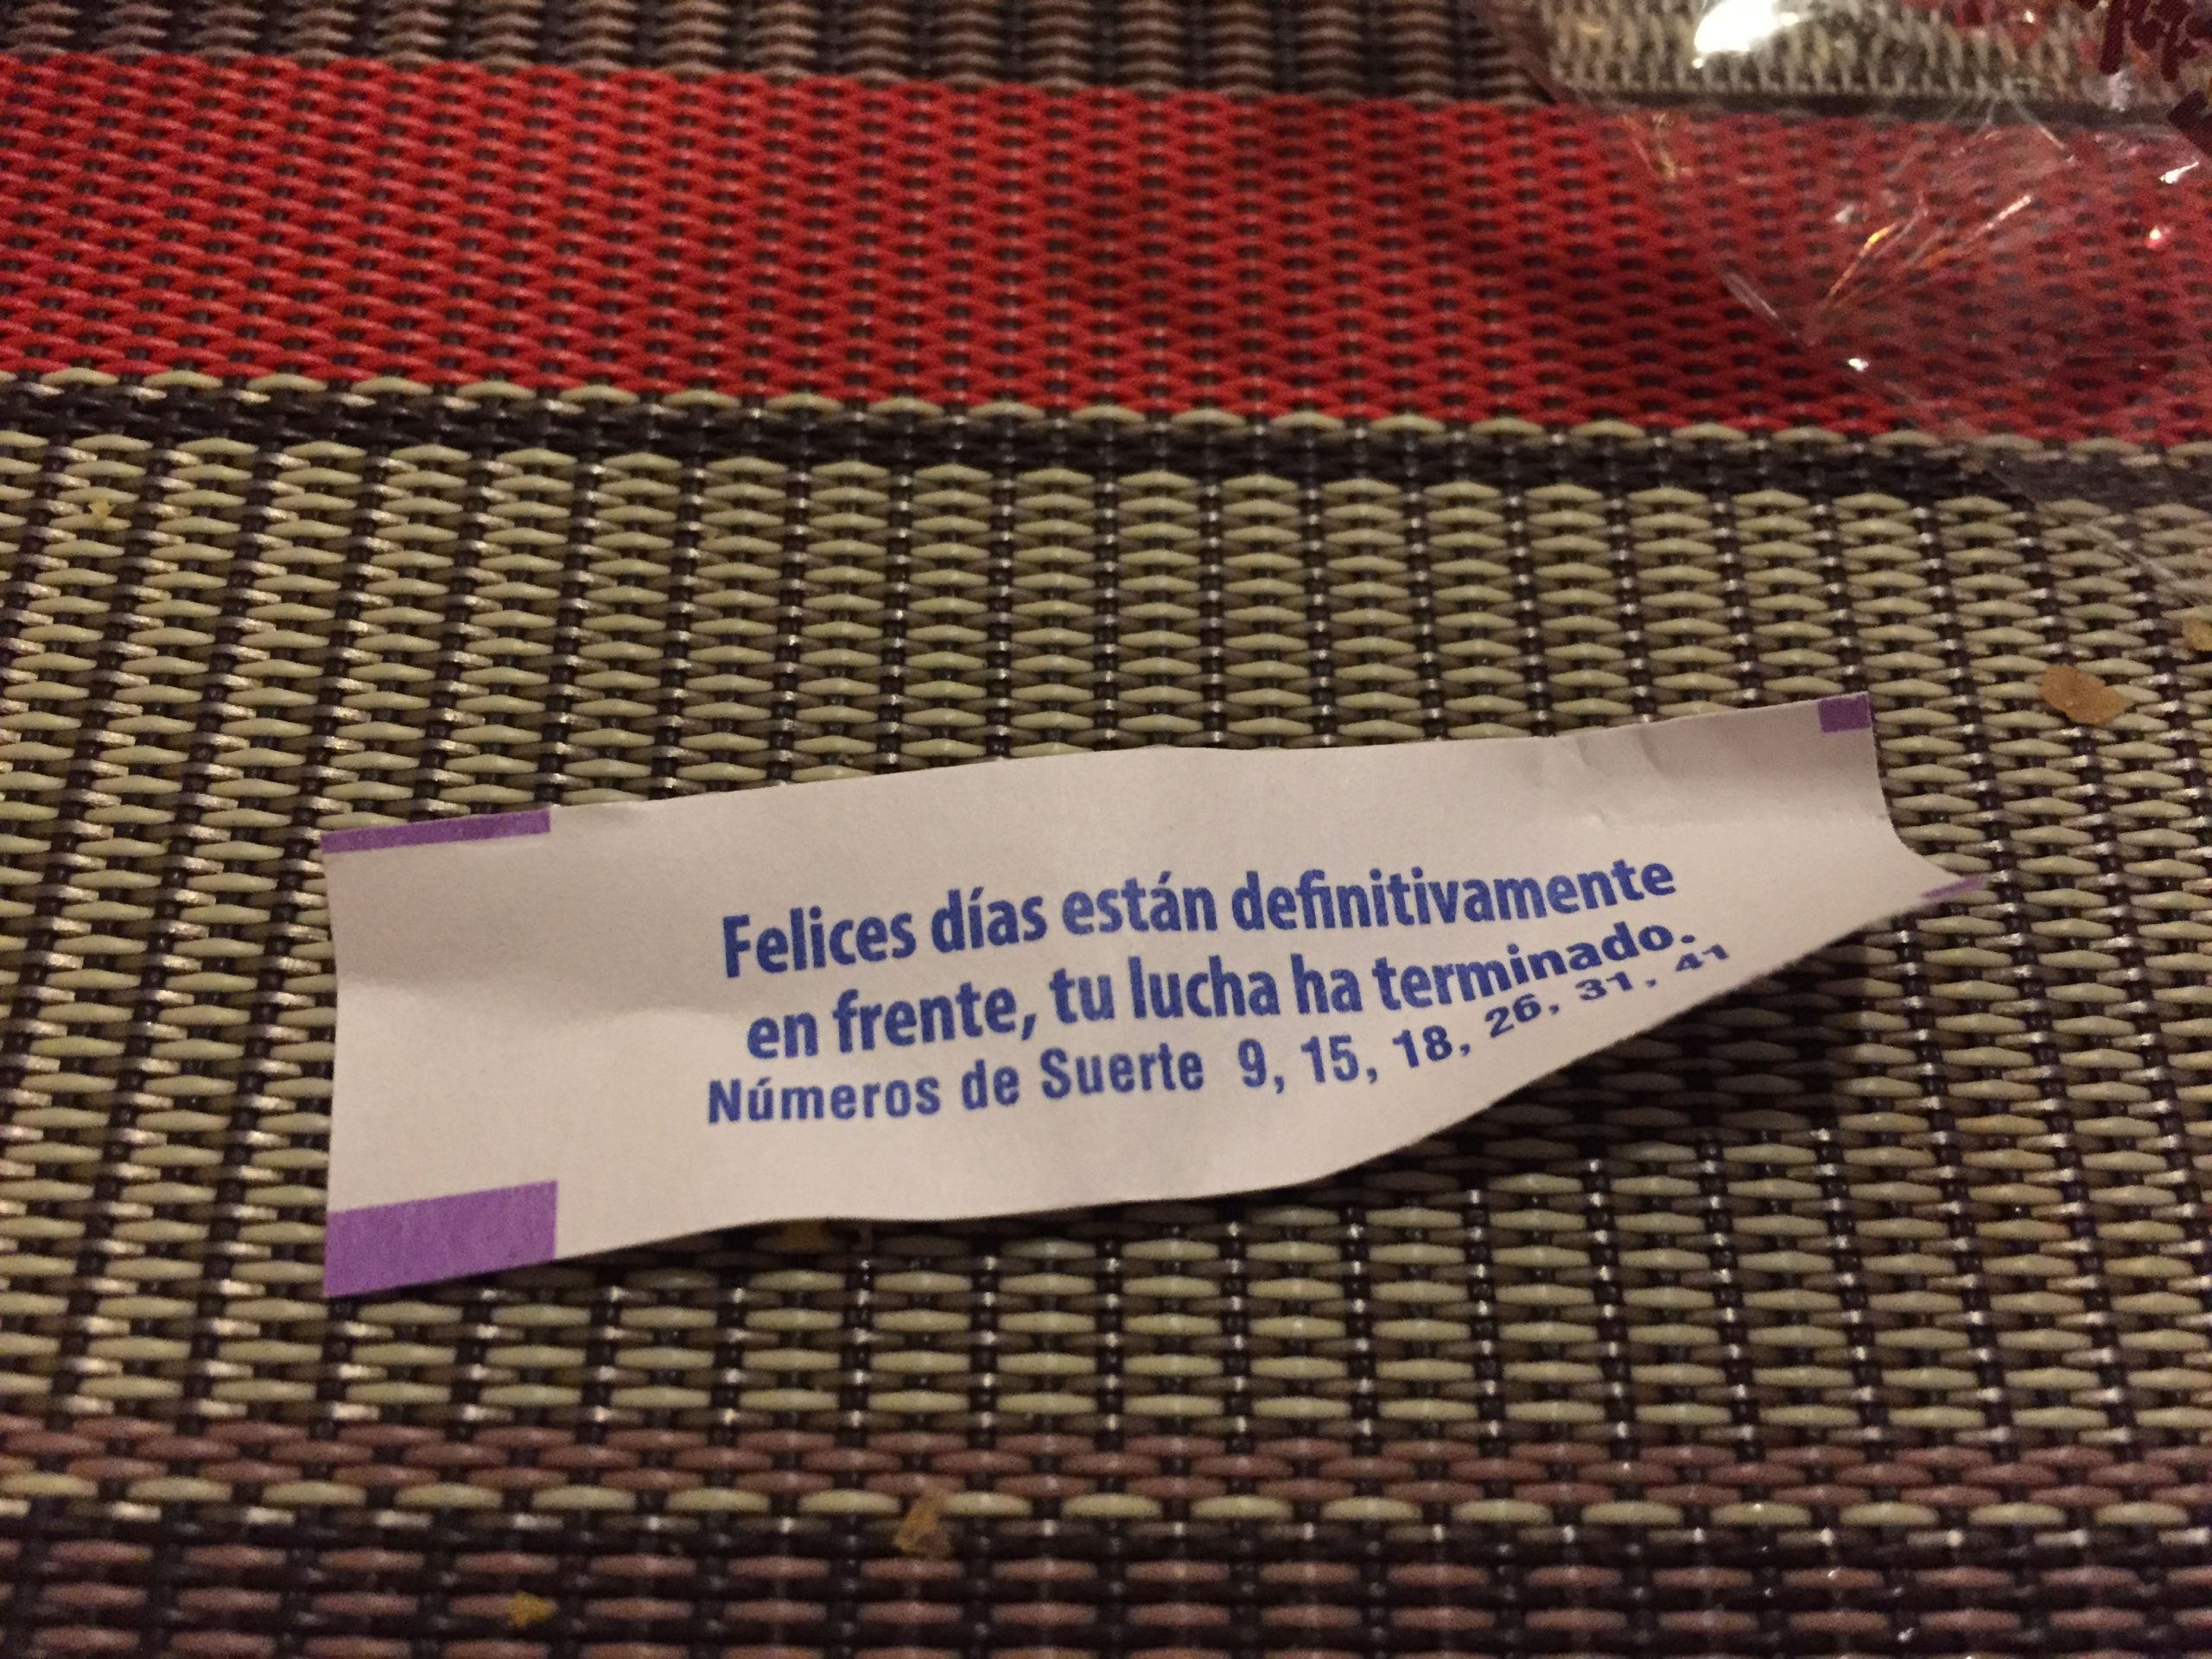 Felices días están definitivamente
en frente, tu lucha ha terminado.
Números de Suerte 9, 15, 18, 26, 31, 41